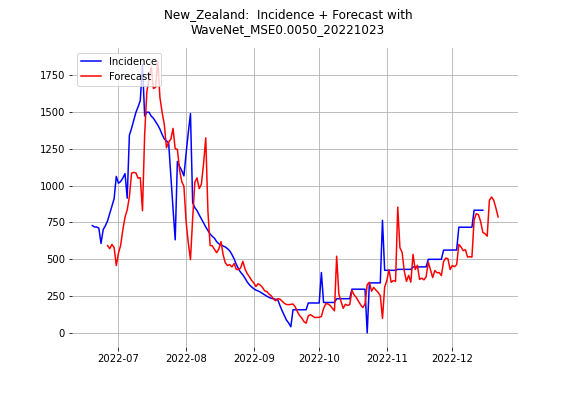 New_Zealand:  Incidence + Forecast with
WaveNet_MSE0.0050_20221023
Incidence
Forecast
1750
1500
1250
1000
750
500
250
0
2022-07 2022-08 2022-09 2022-10 2022-11 2022-12